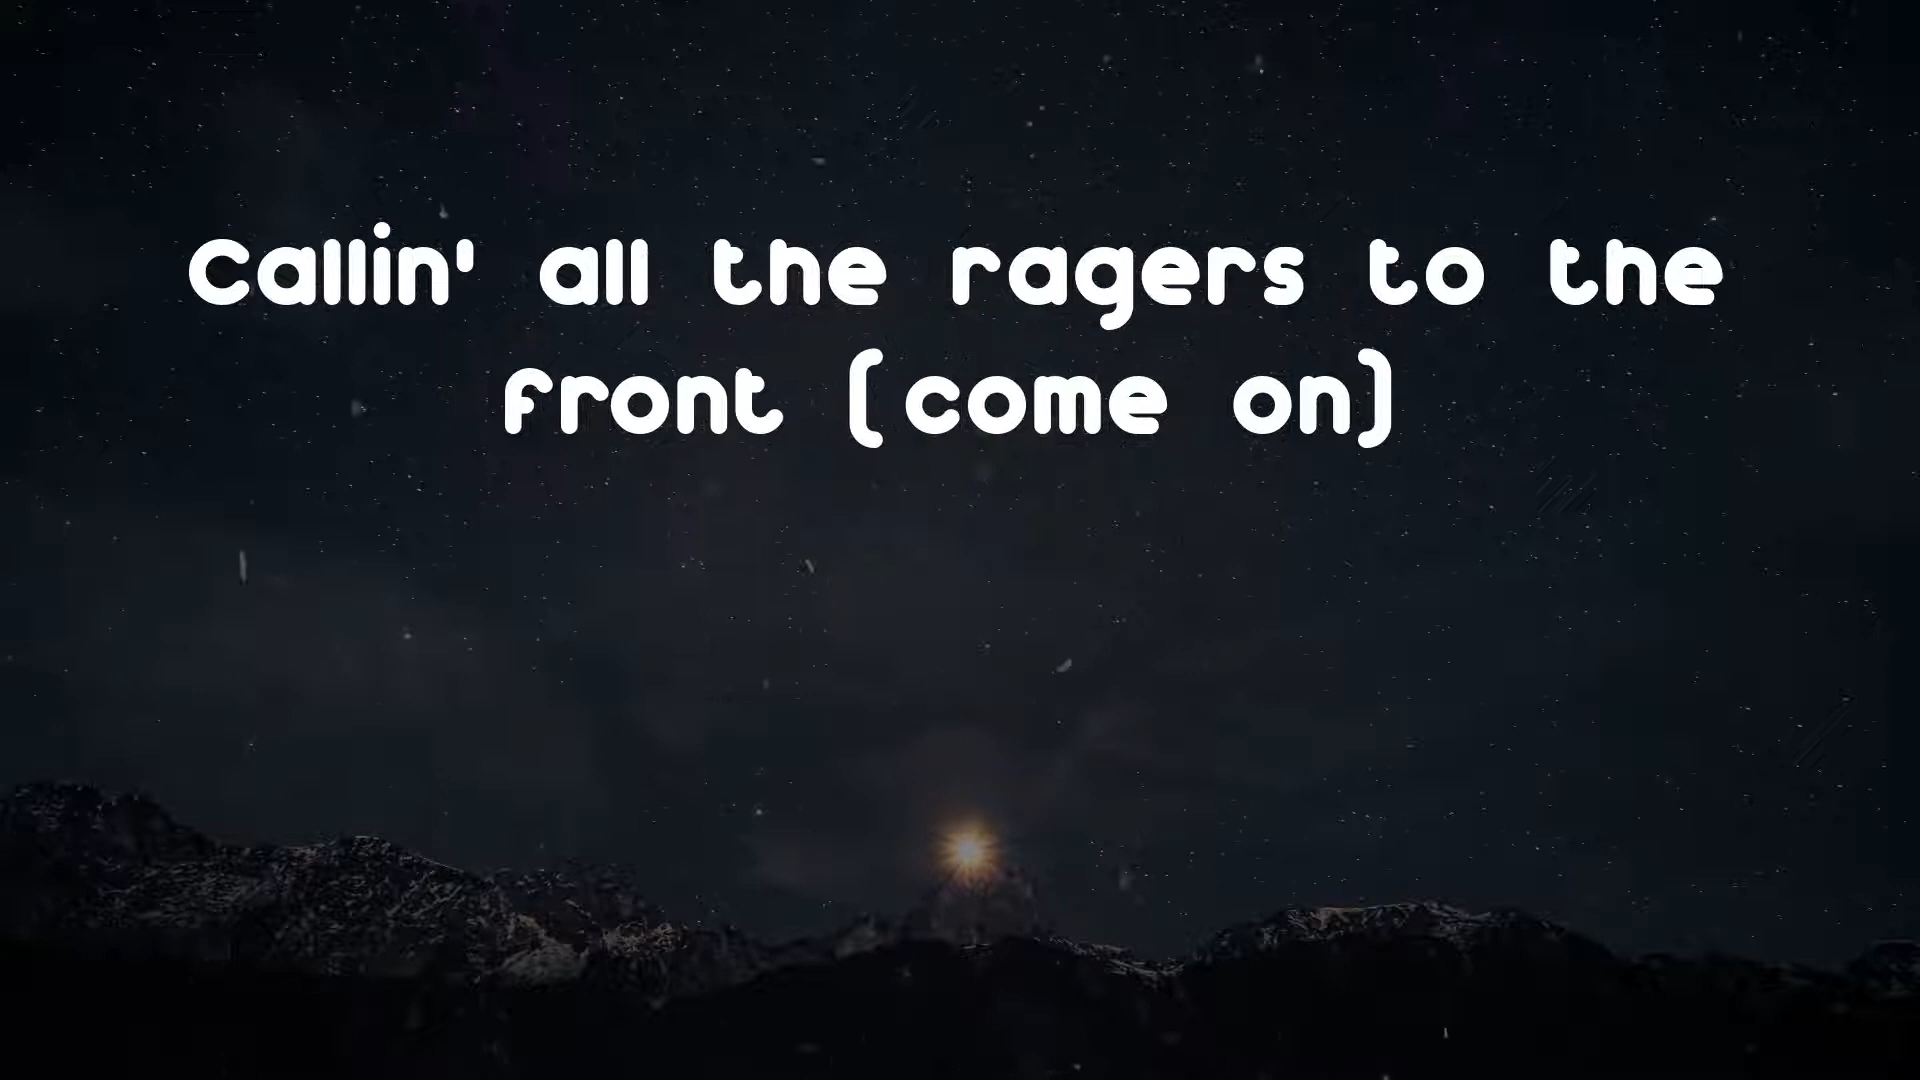 Callin' all the ragers to the
front (come on)